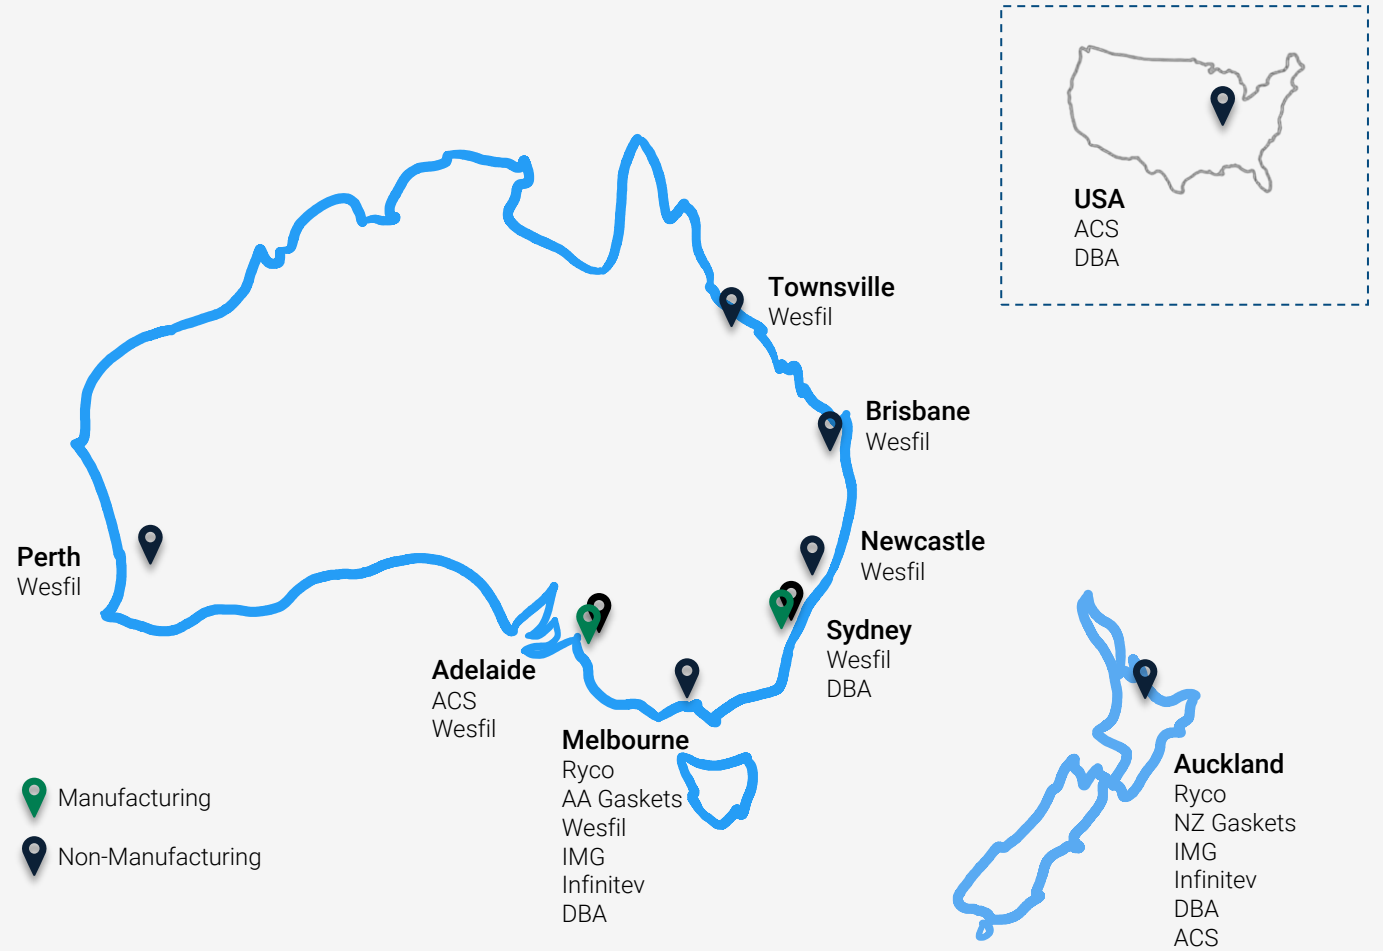 USA
ACS
DBA
Townsville
Wesfil
Brisbane
Wesfil
Newcastle
Wesfil
Perth
Wesfil
Sydney
Wesfil
DBA
Adelaide
ACS
Wesfil
Melbourne
Ryco
AA Gaskets
Wesfil
IMG
Infinitev
DBA
Auckland
Ryco
NZ Gaskets
IMG
Infinitev
DBA
ACS
Manufacturing
Non-Manufacturing